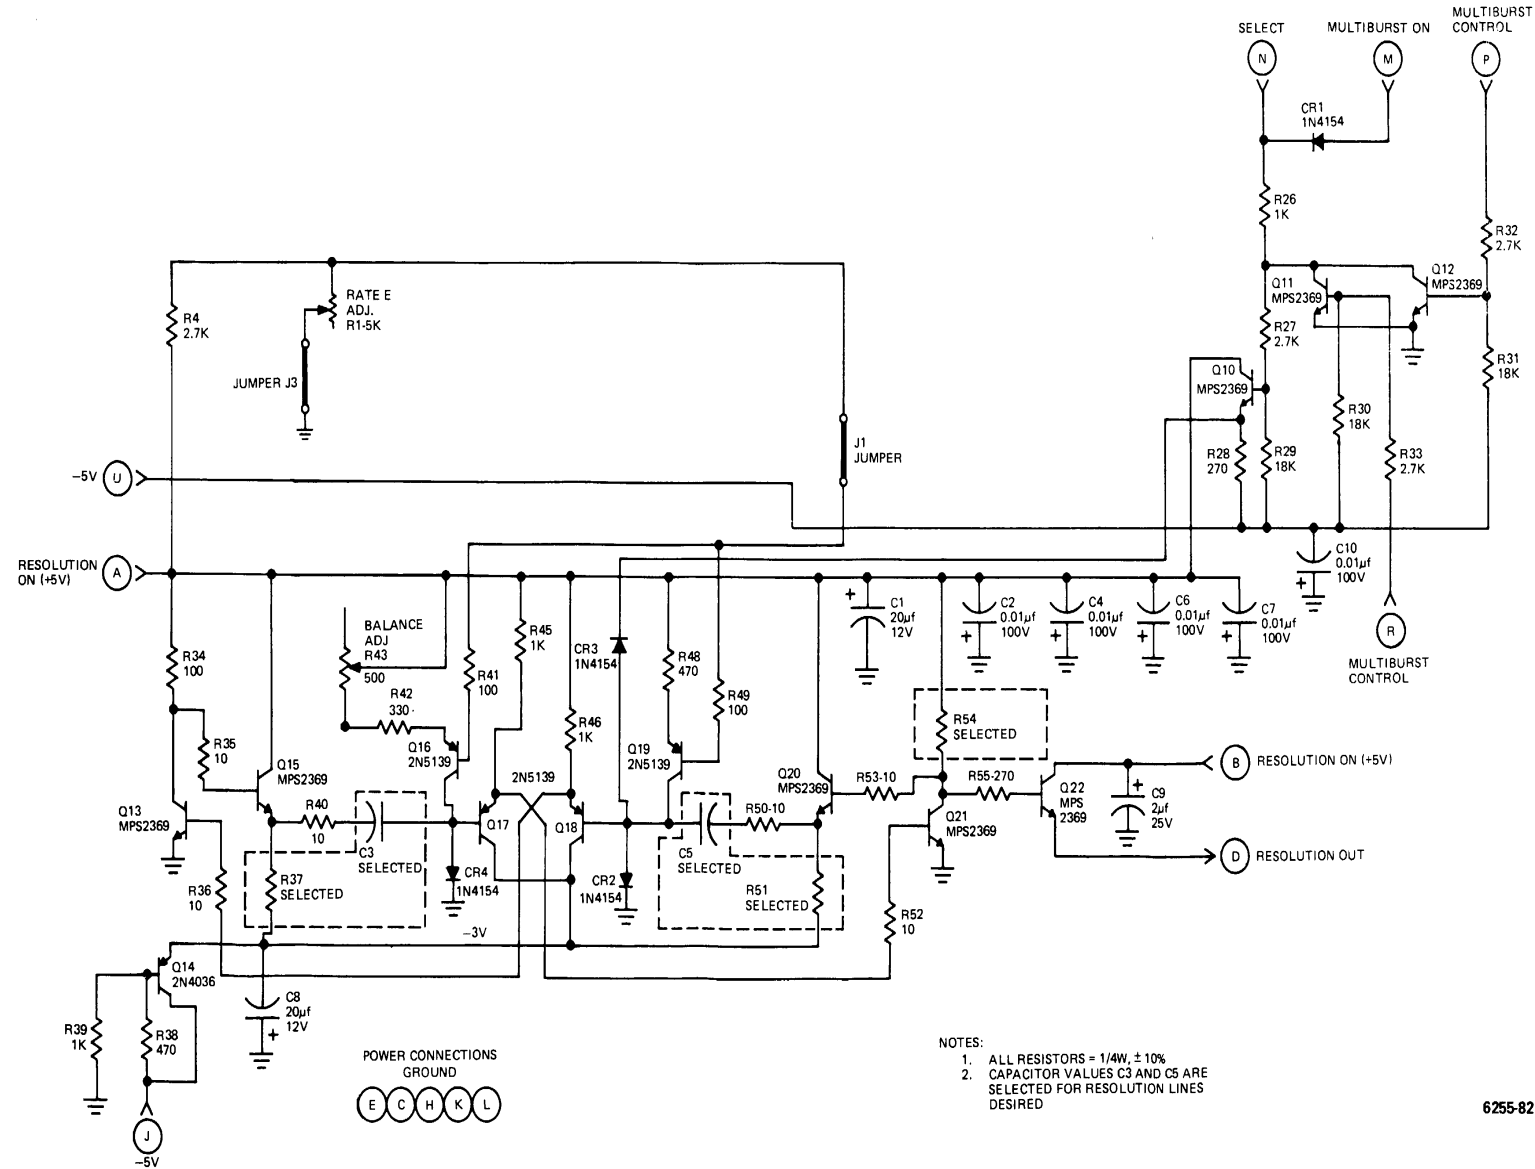 SELECT
MULTIBURST ON
MULTIBURST
CONTROL
N
M
P
CR1
1N4154
R26
1K
R32
2.7K
Q11
MPS2369
Q12
MPS2369
RATE E
ADJ.
R1-5K
R4
2.7K
R27
2.7K
R31
18K
JUMPER J3
Q10
MPS2369
R30
18K
J1
JUMPER
R28
270
R29
18K
R33
2.7K
-5V
U
RESOLUTION
ON (+5V)
A
C10
0.01µf
100V
+
C1
20µf
12V
+
C2
0.01µf
100V
+
C4
0.01µf
100V
+
C6
0.01µf
100V
+
C7
0.01µf
100V
+
R
MULTIBURST
CONTROL
BALANCE
ADJ
R43
500
R45
1K
CR3
1N4154
R34
100
R41
100
R48
470
R49
100
R42
330
R46
1K
R54
SELECTED
R35
10
Q16
2N5139
Q19
2N5139
Q15
MPS2369
2N5139
Q20
MPS2369
R53-10
R55-270
Q22
MPS
2369
B
RESOLUTION ON (+5V)
+
C9
2µf
25V
Q13
MPS2369
R40
10
Q17
Q18
R50-10
Q21
MPS2369
C3
SELECTED
C5
SELECTED
D
RESOLUTION OUT
R36
10
R37
SELECTED
CR4
1N4154
CR2
1N4154
R51
SELECTED
R52
10
-3V
Q14
2N4036
C8
20µf
12V
+
R39
1K
R38
470
POWER CONNECTIONS
GROUND
E C H K L
J
-5V
NOTES:
1. ALL RESISTORS = 1/4W, ± 10%
2. CAPACITOR VALUES C3 AND C5 ARE
SELECTED FOR RESOLUTION LINES
DESIRED
6255-82